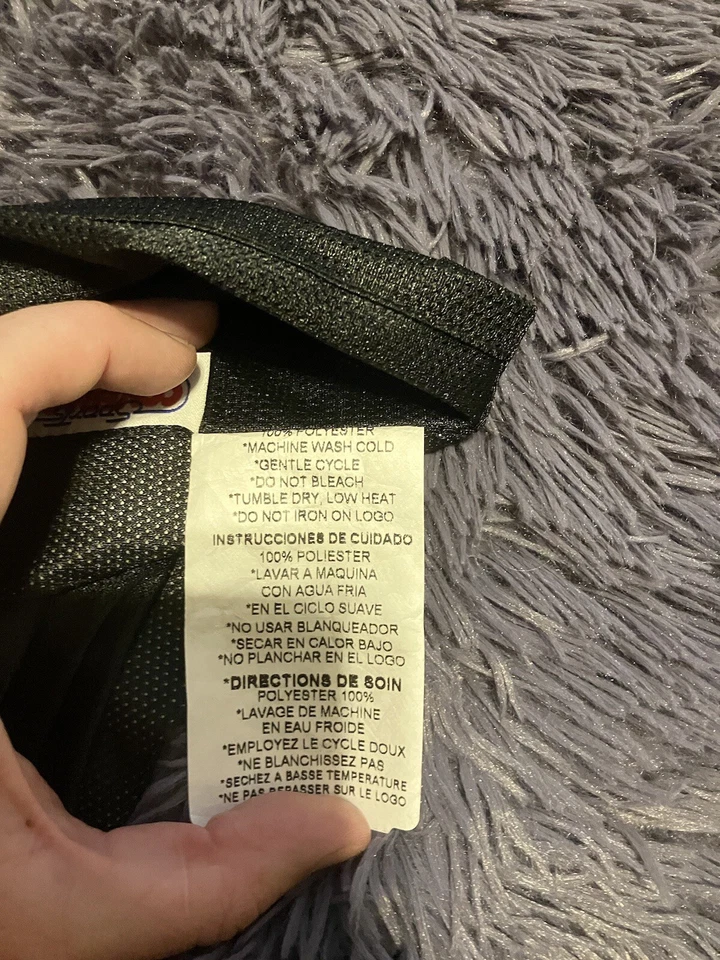 100% POLYESTER
*MACHINE WASH COLD
*GENTLE CYCLE
*DO NOT BLEACH
*TUMBLE DRY, LOW HEAT
*DO NOT IRON ON LOGO
INSTRUCCIONES DE CUIDADO
100% POLIESTER
*LAVAR A MAQUINA
CON AGUA FRIA
*EN EL CICLO SUAVE
*NO USAR BLANQUEADOR
*SECAR EN CALOR BAJO
*NO PLANCHAR EN EL LOGO
*DIRECTIONS DE SOIN
POLYESTER 100%
*LAVAGE DE MACHINE
EN EAU FROIDE
*EMPLOYEZ LE CYCLE DOUX
*NE BLANCHISSEZ PAS
*SECHEZ A BASSE TEMPERATURE
*NE PAS REPASSER SUR LE LOGO